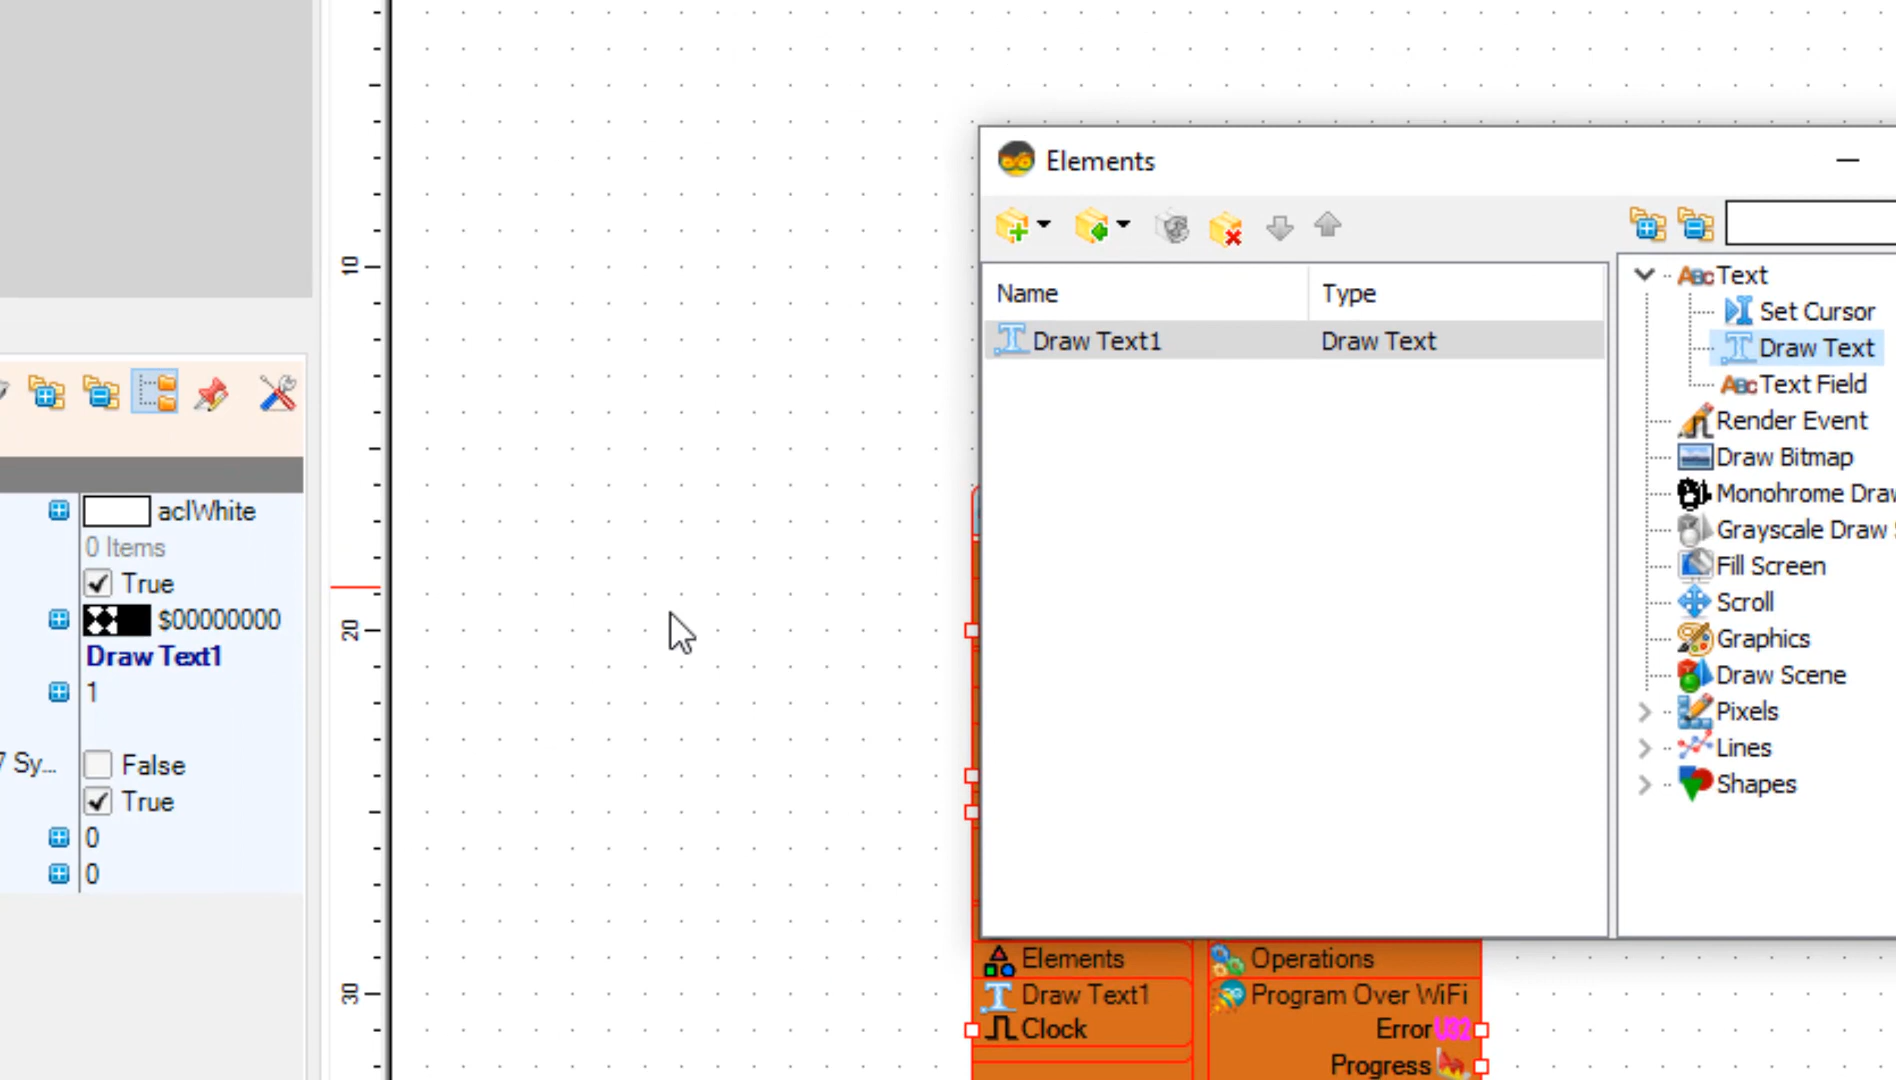 10
20
30
aclWhite
0 Items
True
$00000000
Draw Text1
1
Sy...
False
True
0
0
Elements
Name
Type
Draw Text1
Draw Text
Text
Set Cursor
Draw Text
Text Field
Render Event
Draw Bitmap
Monochrome Draw
Grayscale Draw S
Fill Screen
Scroll
Graphics
Draw Scene
Pixels
Lines
Shapes
Elements
Draw Text1
Clock
Operations
Program Over WiFi
Error U32
Progress